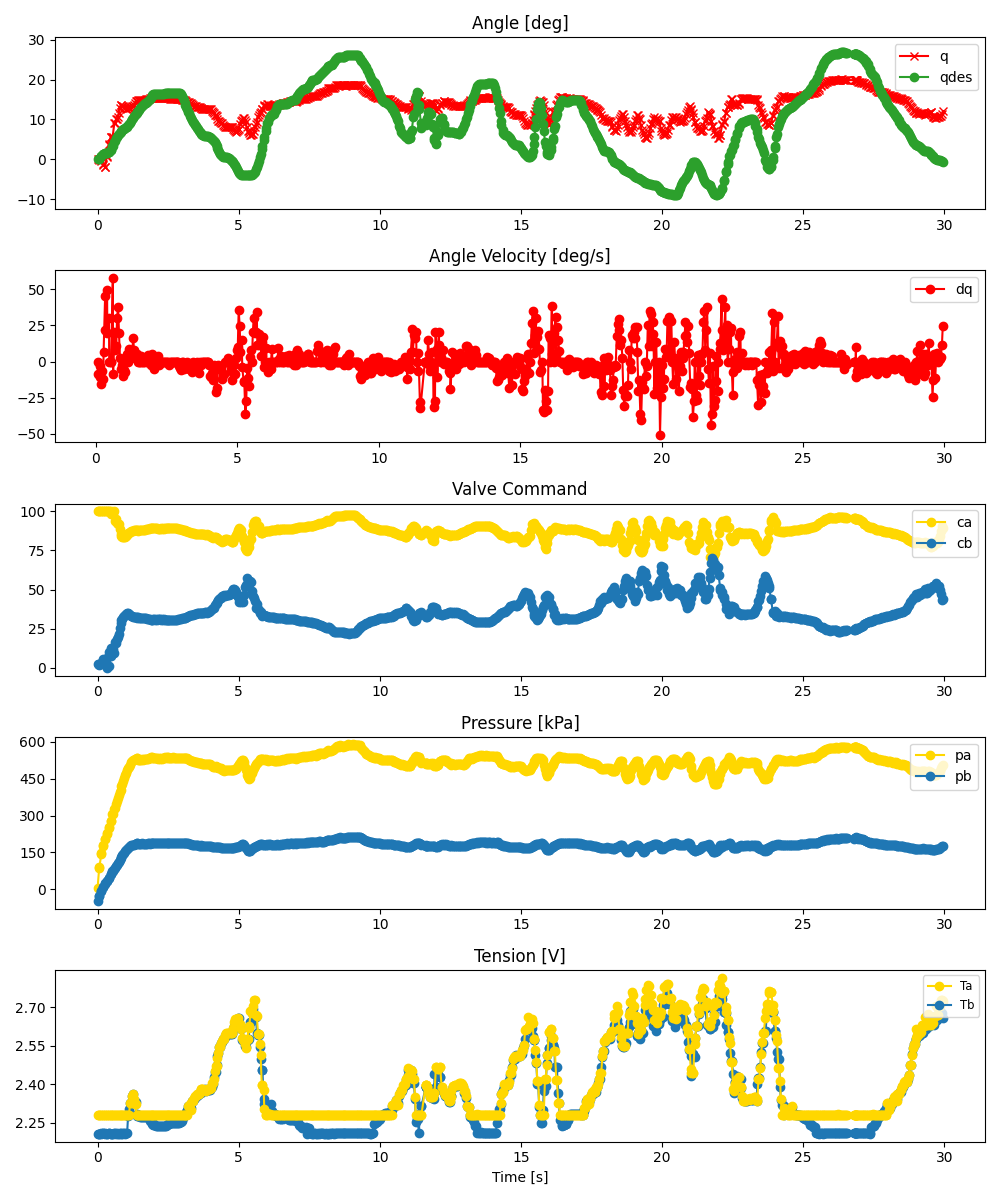 Angle [deg]
30
20
10
0
−10
q
qdes
0 5 10 15 20 25 30
Angle Velocity [deg/s]
50
25
0
−25
−50
dq
0 5 10 15 20 25 30
Valve Command
100
75
50
25
0
ca
cb
0 5 10 15 20 25 30
Pressure [kPa]
600
450
300
150
0
pa
pb
0 5 10 15 20 25 30
Tension [V]
2.70
2.55
2.40
2.25
Ta
Tb
0 5 10 15 20 25 30
Time [s]